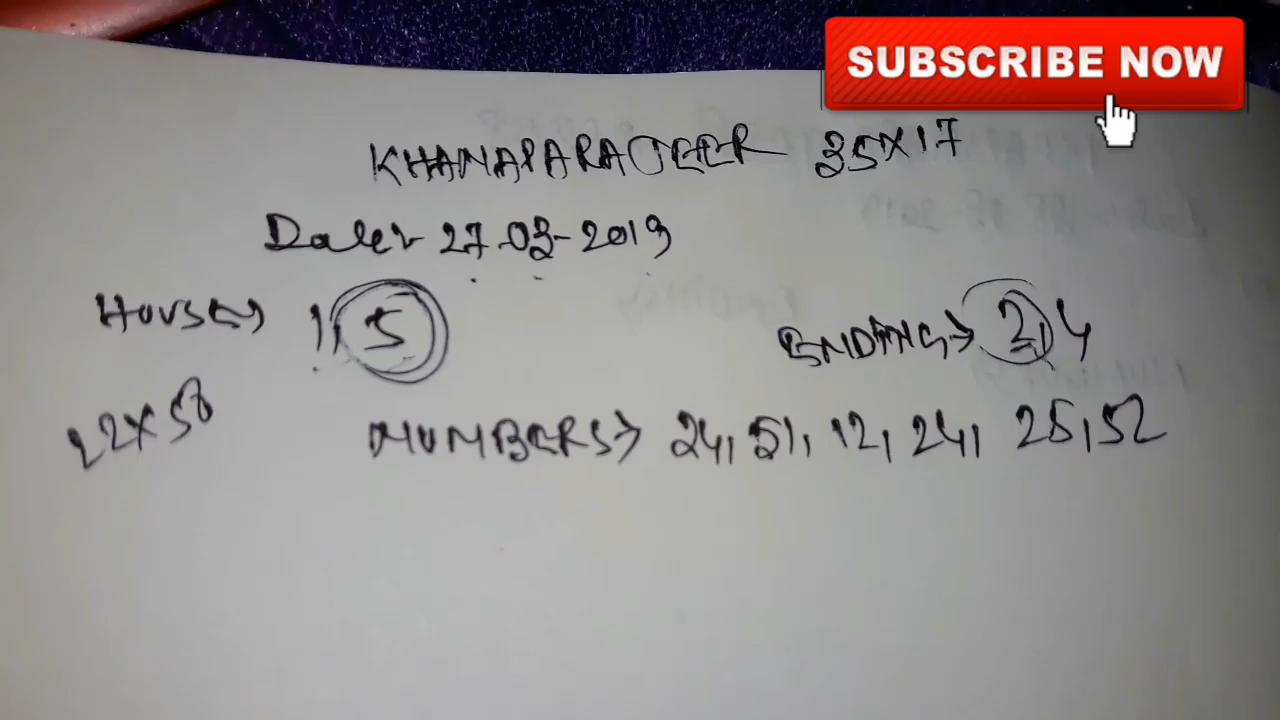 SUBSCRIBE NOW
KHANAPARA TEER 35x17
Date:- 27-03-2019
House→ 1, 5 ENDING→ 2, 4
22x58 NUMBERS→ 24, 51, 12, 24, 25, 52